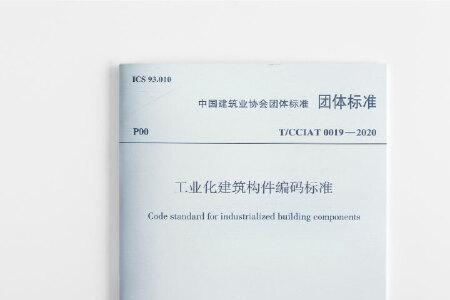 ICS 93.010
中国建筑业协会团体标准 团体标准
P00 T/CCIAT 0019—2020
工业化建筑构件编码标准
Code standard for industrialized building components